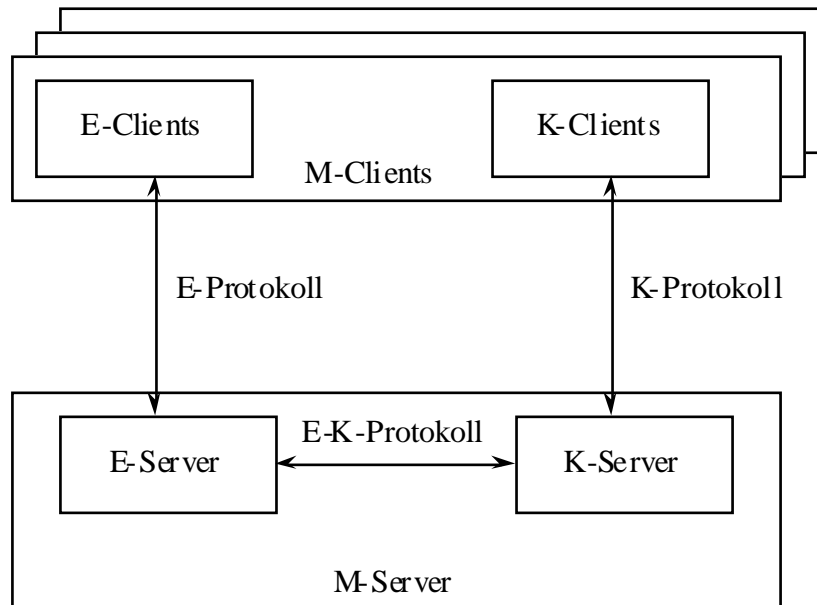 E-Clients
K-Clients
M-Clients
E-Protokoll
K-Protokoll
E-K-Protokoll
E-Server
K-Server
M-Server